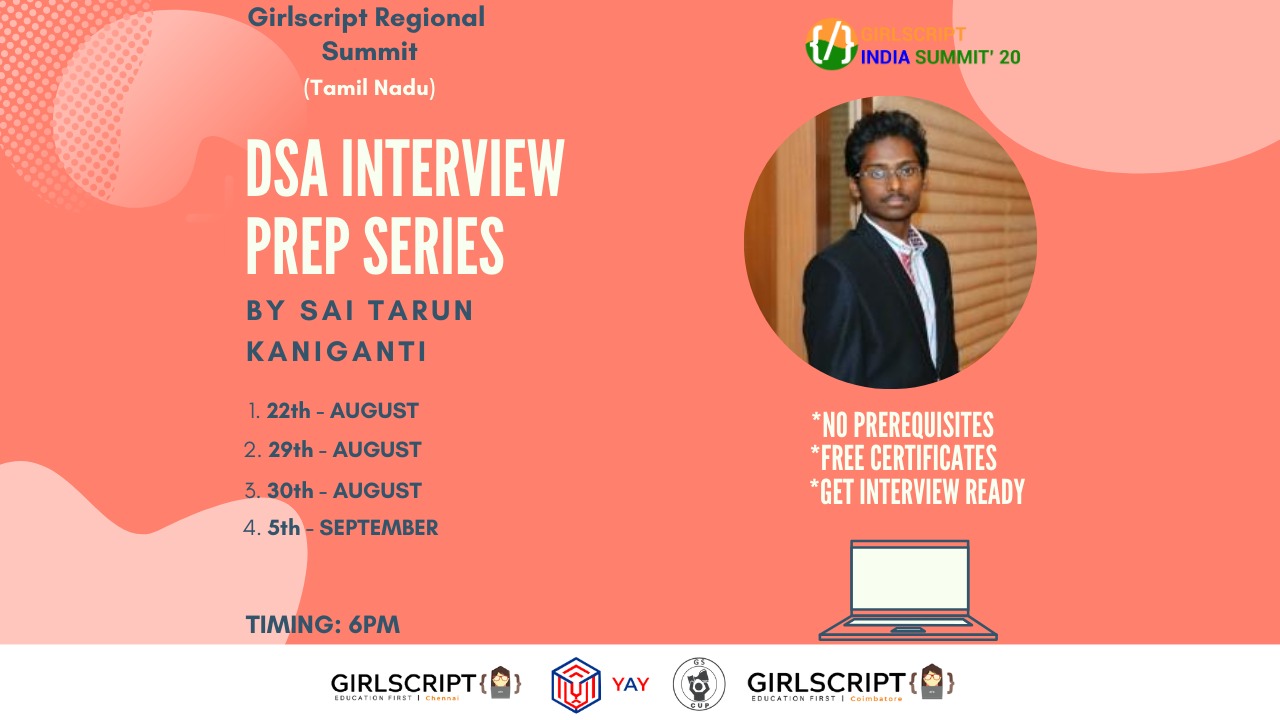 Girlscript Regional
Summit
(Tamil Nadu)
DSA INTERVIEW
PREP SERIES
BY SAI TARUN
KANIGANTI
1. 22th - AUGUST
2. 29th - AUGUST
3. 30th - AUGUST
4. 5th - SEPTEMBER
TIMING: 6PM
{/} GIRLSCRIPT
INDIA SUMMIT' 20
*NO PREREQUISITES
*FREE CERTIFICATES
*GET INTERVIEW READY
GIRLSCRIPT{ }
EDUCATION FIRST | Chennai
YAY
GS
CUP
GIRLSCRIPT{ }
EDUCATION FIRST | Coimbatore